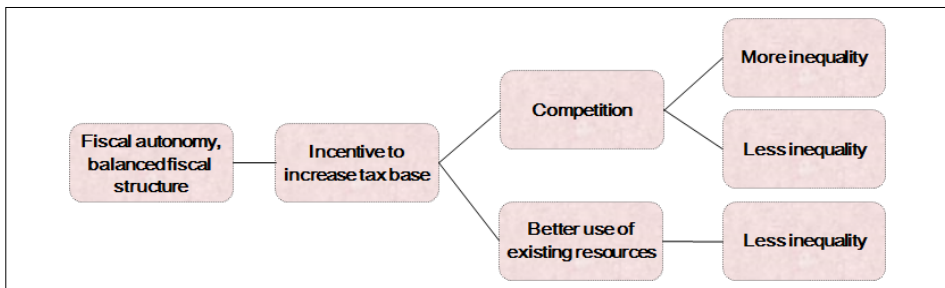 Fiscal autonomy,
balanced fiscal
structure
Incentive to
increase tax base
Competition
Better use of
existing resources
More inequality
Less inequality
Less inequality